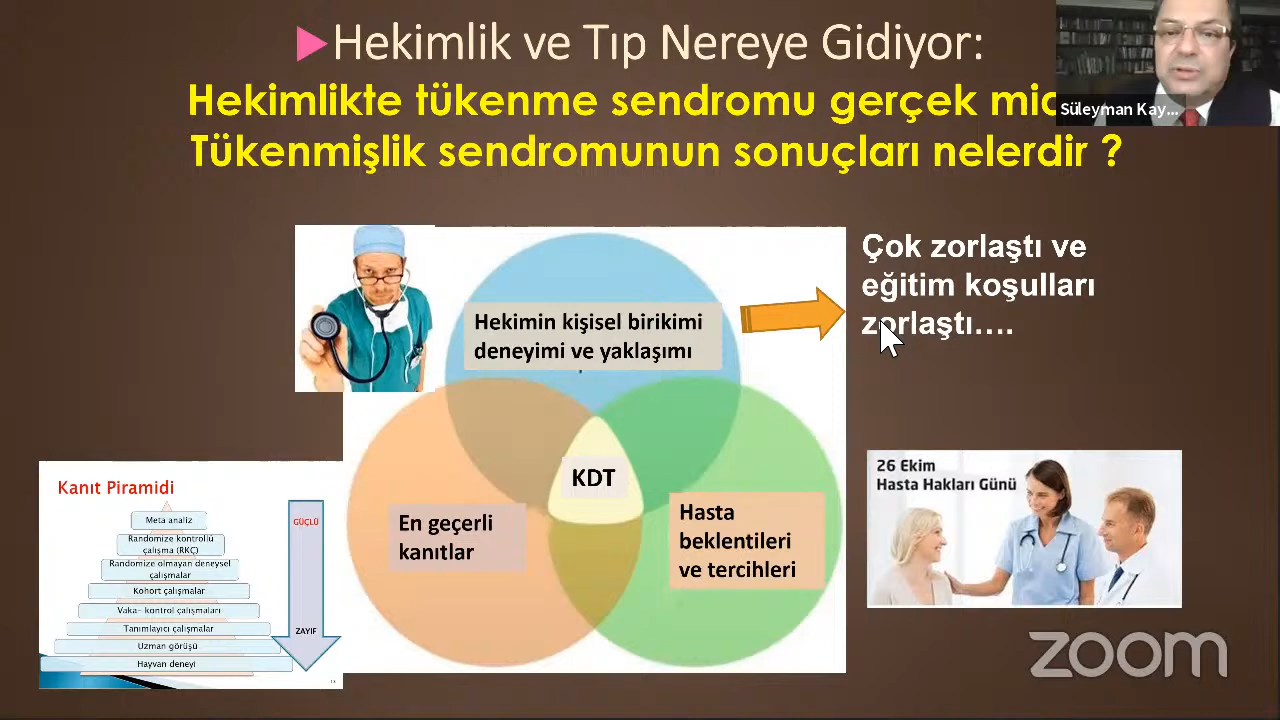 Hekimlik ve Tıp Nereye Gidiyor:
Hekimlikte tükenme sendromu gerçek
Tükenmişlik sendromunun sonuçları nelerdir ?
Süleyman Kay...
Çok zorlaştı ve
eğitim koşulları
zorlaştı....
Hekimin kişisel birikimi
deneyimi ve yaklaşımı
KDT
En geçerli
kanıtlar
Hasta
beklentileri
ve tercihleri
Kanıt Piramidi
Meta analiz
Randomize kontrollü
çalışma (RKÇ)
Randomize olmayan deneysel
çalışmalar
Kohort çalışmalar
Vaka- kontrol çalışmaları
Tanımlayıcı çalışmalar
Uzman görüşü
Hayvan deneyi
GÜÇLÜ
ZAYIF
26 Ekim
Hasta Hakları Günü
zoom